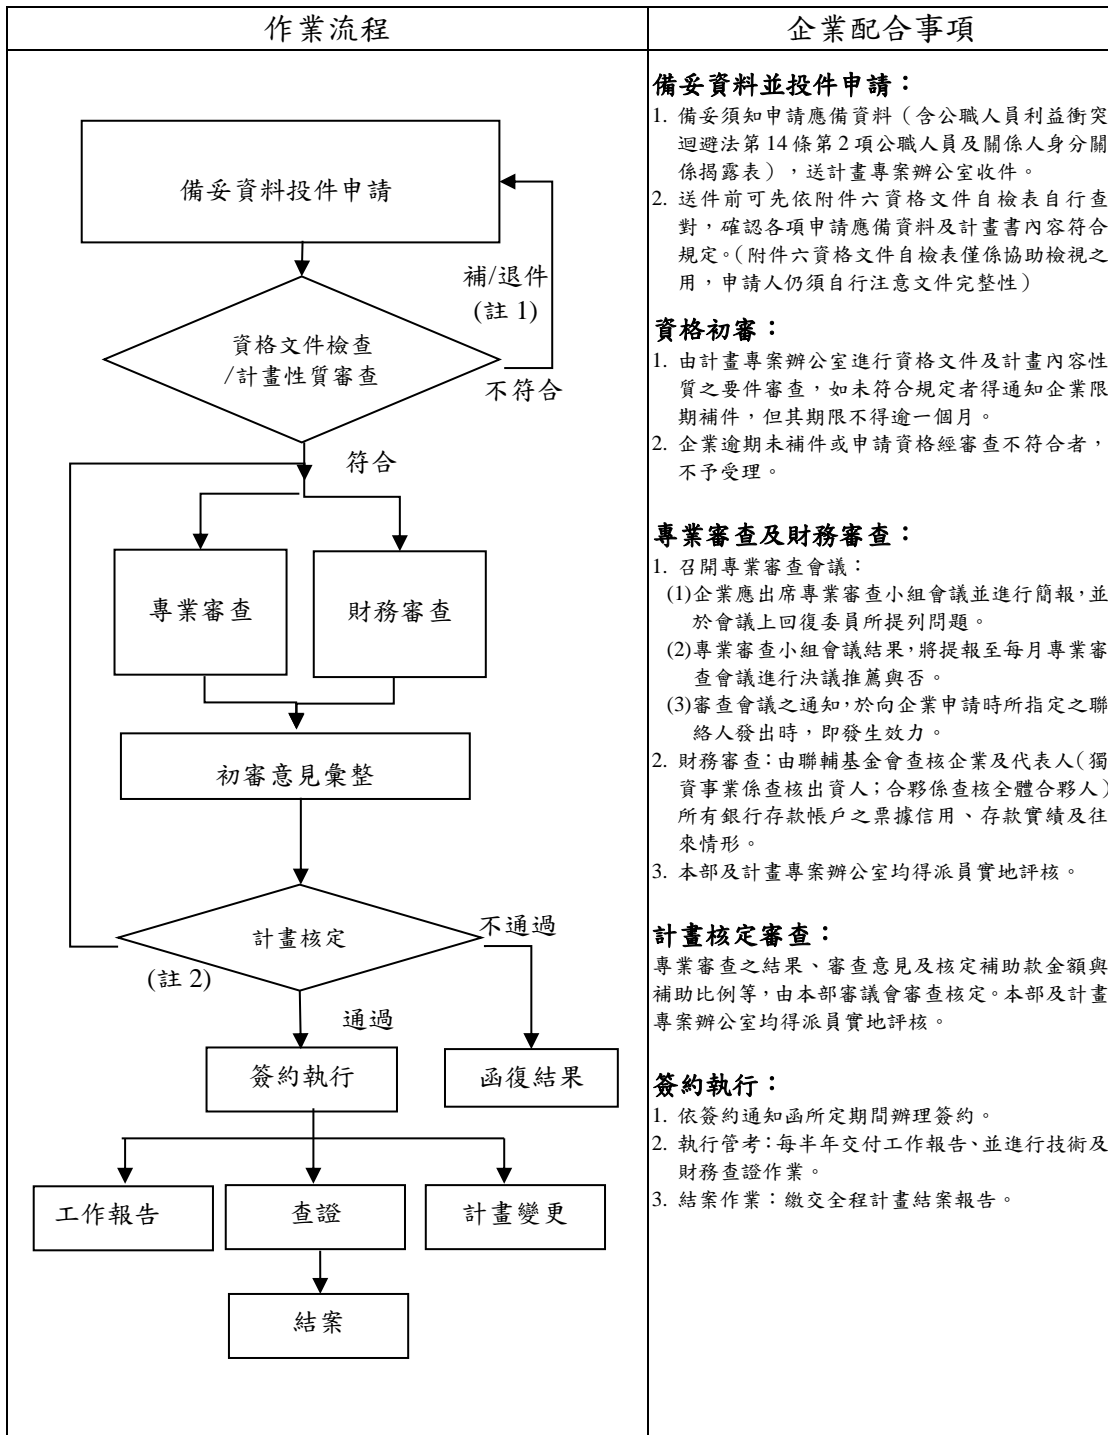 作業流程
企業配合事項
備妥資料投件申請
補/退件
(註 1)
資格文件檢查
/計畫性質審查
不符合
符合
專業審查
財務審查
初審意見彙整
計畫核定
不通過
(註 2)
通過
簽約執行
函復結果
工作報告
查證
計畫變更
結案
備妥資料並投件申請：
1. 備妥須知申請應備資料（含公職人員利益衝突
迴避法第 14 條第 2 項公職人員及關係人身分關
係揭露表），送計畫專案辦公室收件。
2. 送件前可先依附件六資格文件自檢表自行查
對，確認各項申請應備資料及計畫書內容符合
規定。（附件六資格文件自檢表僅係協助檢視之
用，申請人仍須自行注意文件完整性）
資格初審：
1. 由計畫專案辦公室進行資格文件及計畫內容性
質之要件審查，如未符合規定者得通知企業限
期補件，但其期限不得逾一個月。
2. 企業逾期未補件或申請資格經審查不符合者，
不予受理。
專業審查及財務審查：
1. 召開專業審查會議：
(1)企業應出席專業審查小組會議並進行簡報，並
於會議上回復委員所提列問題。
(2)專業審查小組會議結果，將提報至每月專業審
查會議進行決議推薦與否。
(3)審查會議之通知，於向企業申請時所指定之聯
絡人發出時，即發生效力。
2. 財務審查：由聯輔基金會查核企業及代表人（獨
資事業係查核出資人；合夥係查核全體合夥人）
所有銀行存款帳戶之票據信用、存款實績及往
來情形。
3. 本部及計畫專案辦公室均得派員實地評核。
計畫核定審查：
專業審查之結果、審查意見及核定補助款金額與
補助比例等，由本部審議會審查核定。本部及計畫
專案辦公室均得派員實地評核。
簽約執行：
1. 依簽約通知函所定期間辦理簽約。
2. 執行管考：每半年交付工作報告、並進行技術及
財務查證作業。
3. 結案作業：繳交全程計畫結案報告。